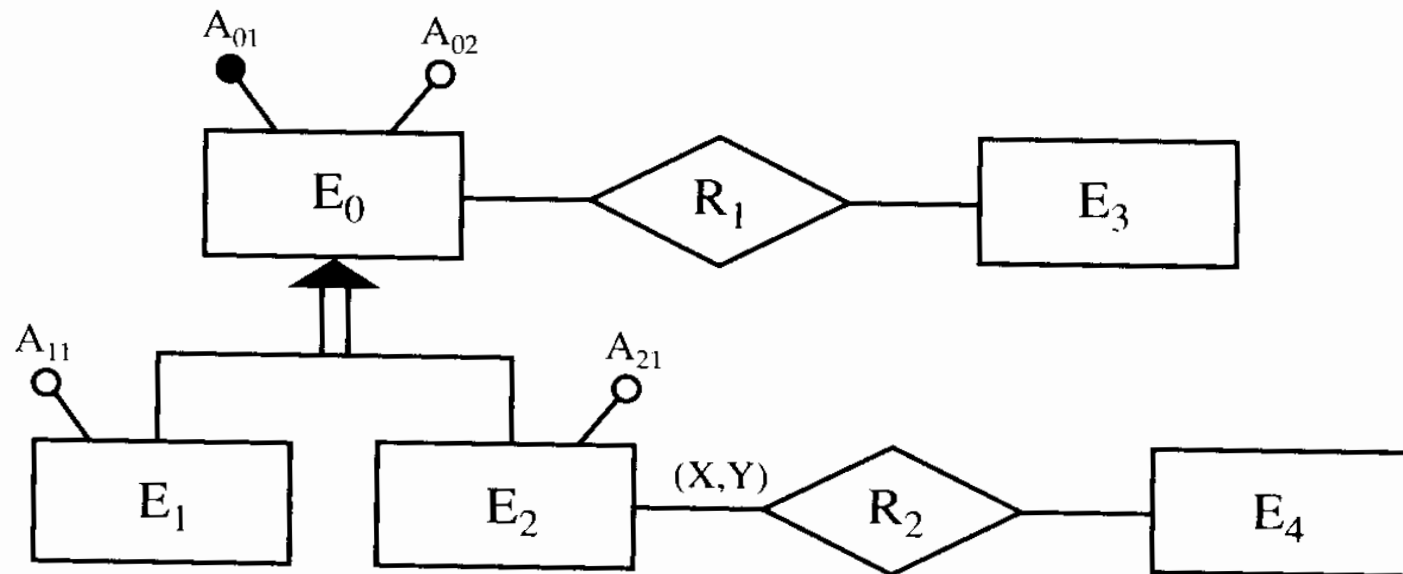 A₀₁
A₀₂
E₀
R₁
E₃
A₁₁
A₂₁
E₁
E₂
(X,Y)
R₂
E₄